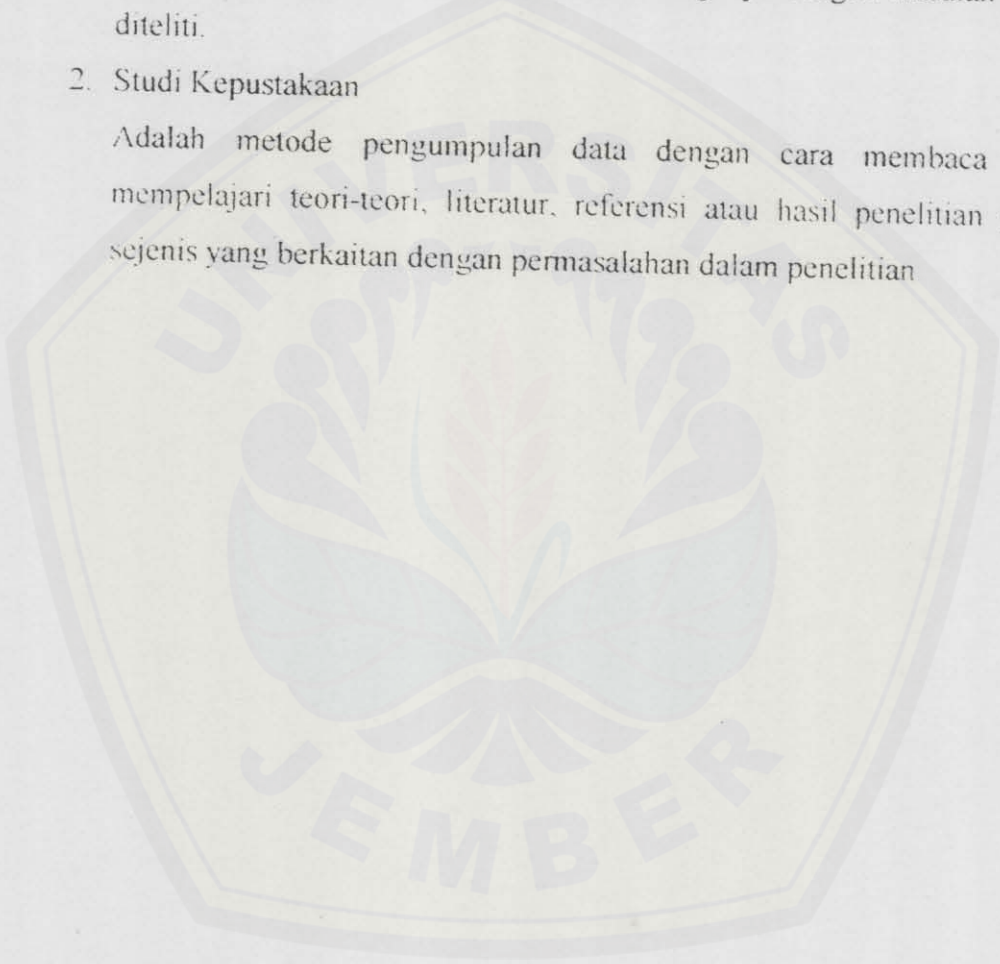 diteliti.
2. Studi Kepustakaan
Adalah metode pengumpulan data dengan cara membaca
mempelajari teori-teori, literatur, referensi atau hasil penelitian
sejenis yang berkaitan dengan permasalahan dalam penelitian
UNIVERSITAS
JEMBER